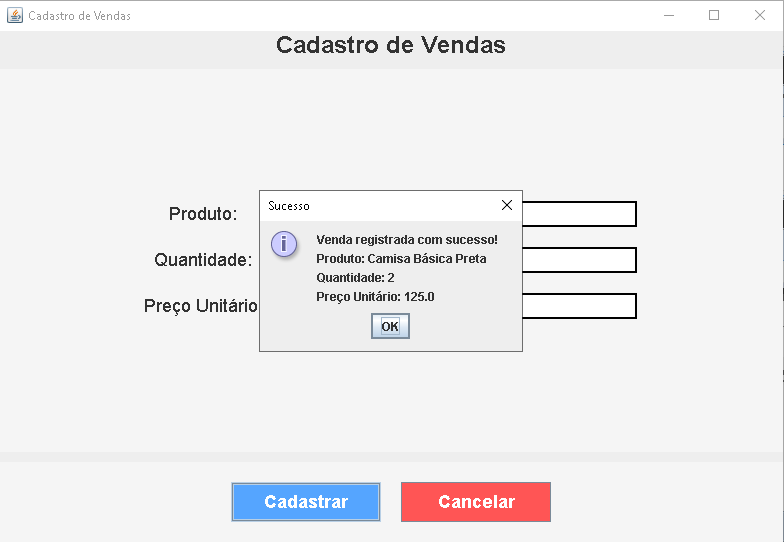 Cadastro de Vendas
Cadastro de Vendas
Produto:
Quantidade:
Preço Unitário
Sucesso
i
Venda registrada com sucesso!
Produto: Camisa Básica Preta
Quantidade: 2
Preço Unitário: 125.0
OK
Cadastrar
Cancelar